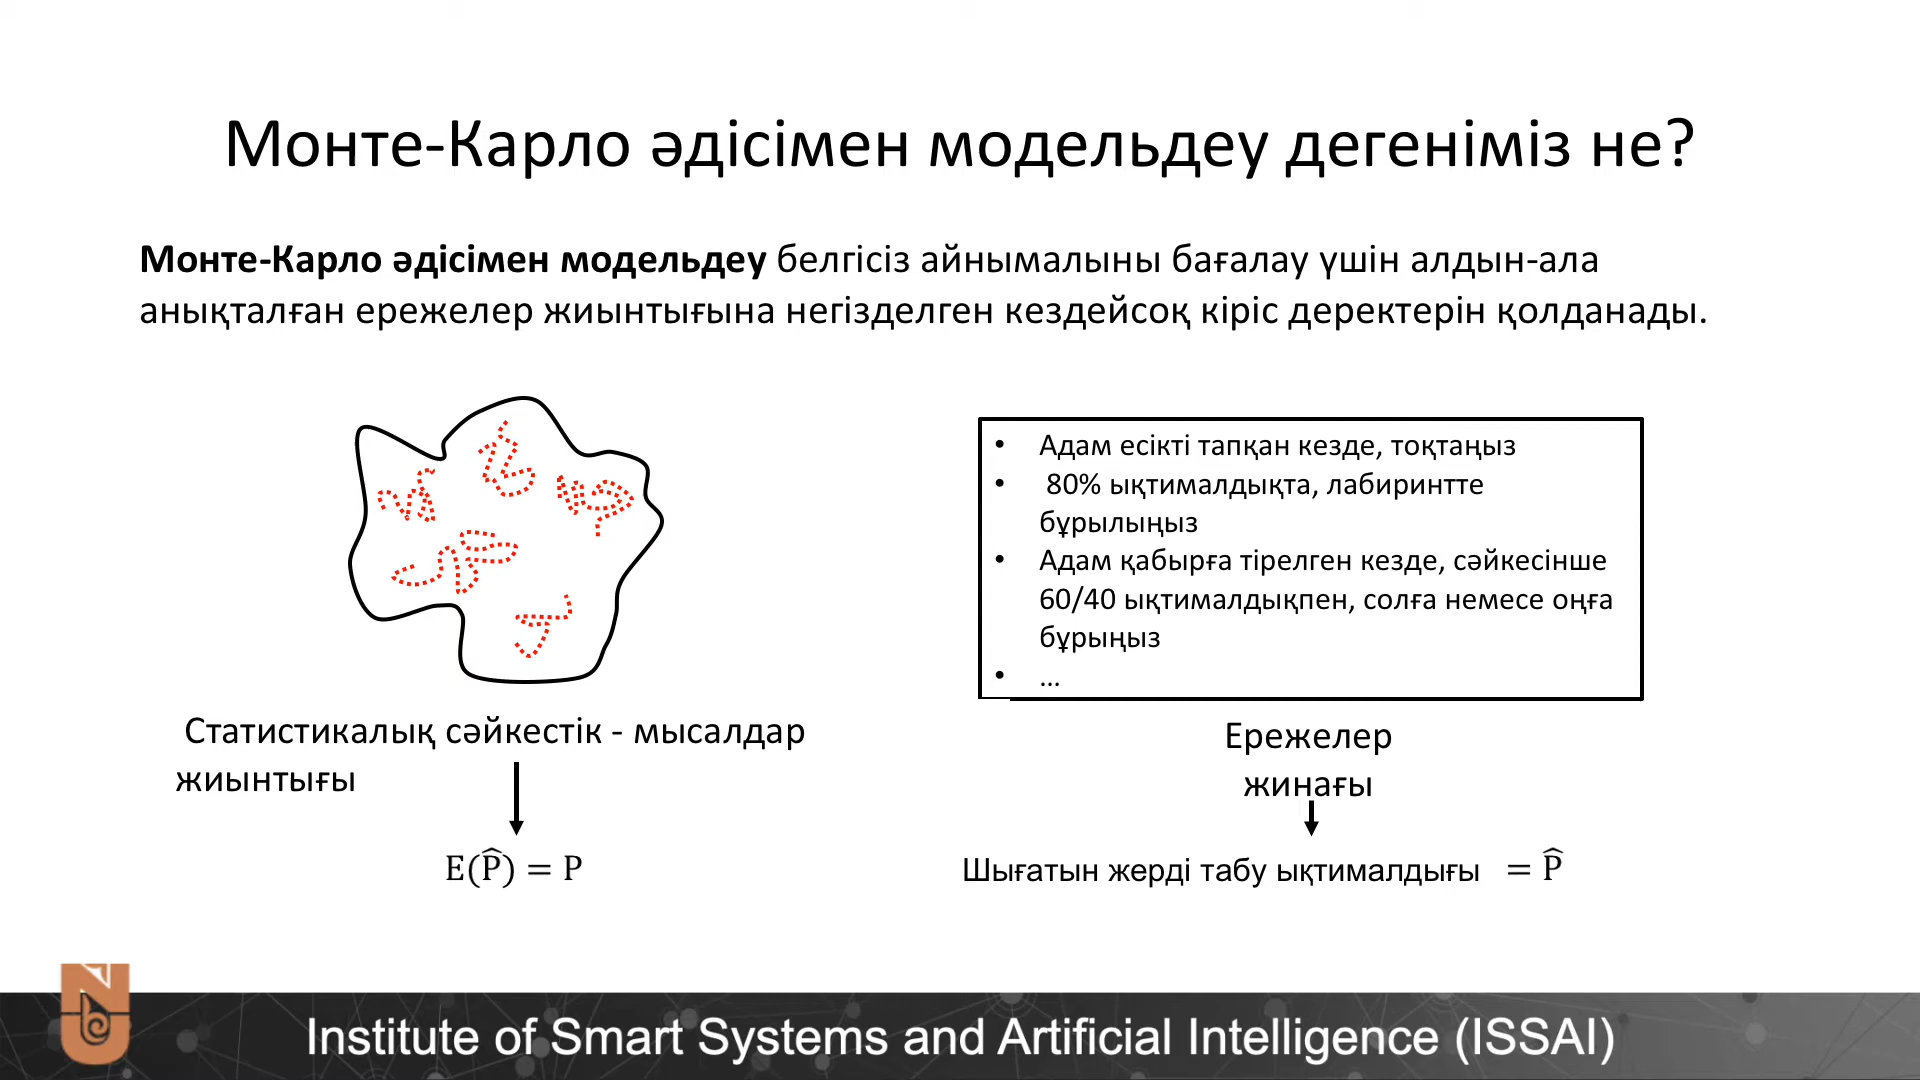 Монте-Карло әдісімен модельдеу дегеніміз не?
Монте-Карло әдісімен модельдеу белгісіз айнымалыны бағалау үшін алдын-ала
анықталған ережелер жиынтығына негізделген кездейсоқ кіріс деректерін қолданады.
• Адам есікті тапқан кезде, тоқтаңыз
• 80% ықтималдықта, лабиринтте
бұрылыңыз
• Адам қабырға тірелген кезде, сәйкесінше
60/40 ықтималдықпен, солға немесе оңға
бұрыңыз
• ...
Статистикалық сәйкестік - мысалдар
жиынтығы
E(P̂) = P
Ережелер
жинағы
Шығатын жерді табу ықтималдығы = P̂
Institute of Smart Systems and Artificial Intelligence (ISSAI)